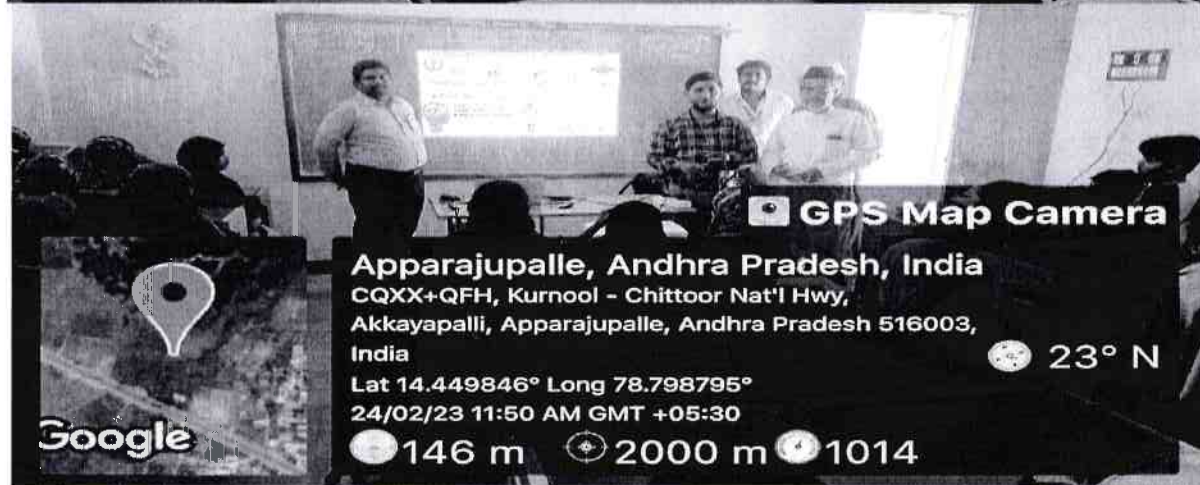 GPS Map Camera
Apparajupalle, Andhra Pradesh, India
CQXX+QFH, Kurnool - Chittoor Nat'l Hwy,
Akkayapalli, Apparajupalle, Andhra Pradesh 516003,
India
23° N
Lat 14.449846° Long 78.798795°
24/02/23 11:50 AM GMT +05:30
Google
146 m 2000 m 1014